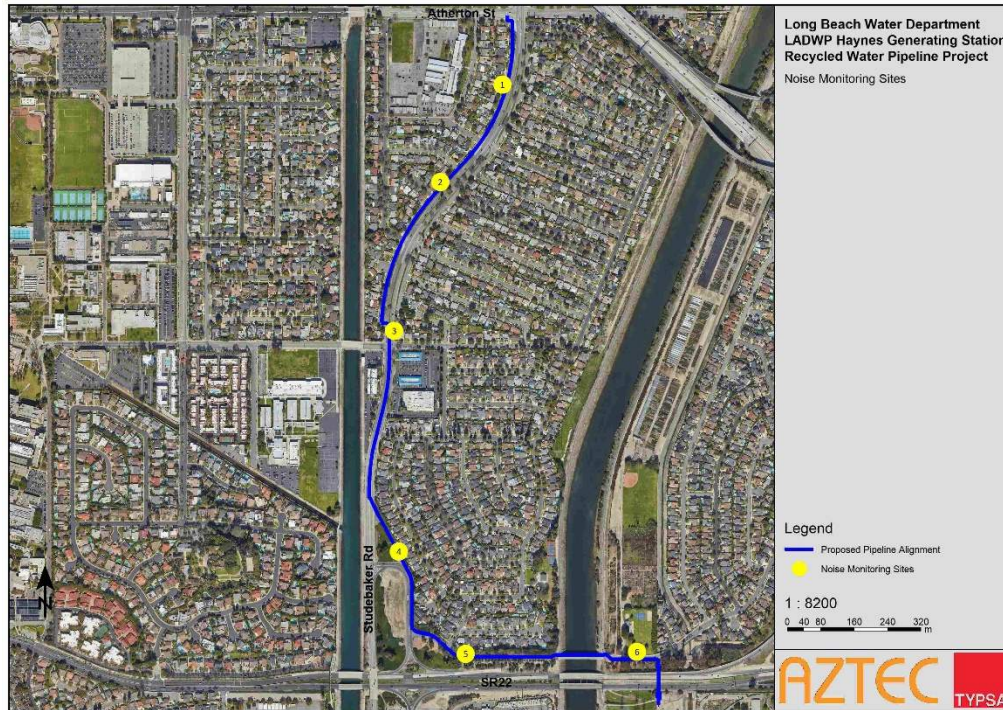 Atherton St
1
2
3
4
5
6
Studebaker Rd
SR22
N
Long Beach Water Department
LADWP Haynes Generating Station
Recycled Water Pipeline Project
Noise Monitoring Sites
Legend
Proposed Pipeline Alignment
Noise Monitoring Sites
1 : 8200
0 40 80 160 240 320
m
AZTEC
TYPSA